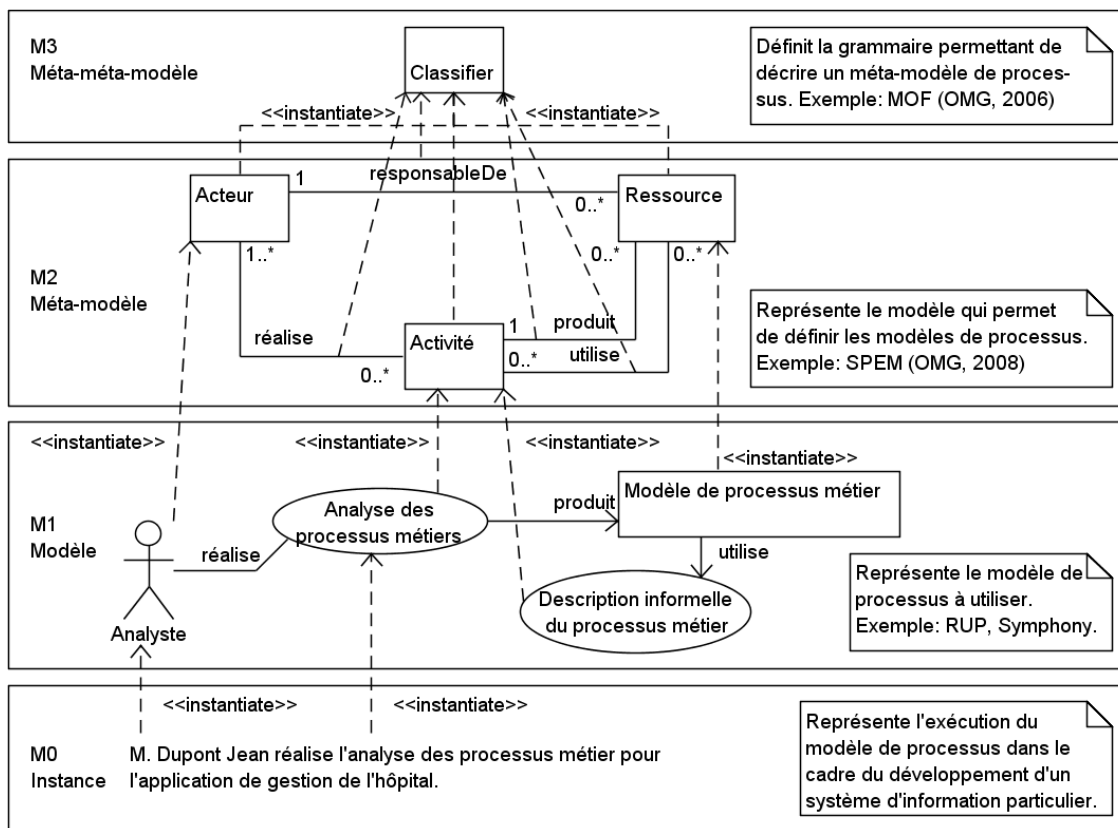 M3
Méta-méta-modèle
Classifier
Définit la grammaire permettant de
décrire un méta-modèle de proces-
sus. Exemple: MOF (OMG, 2006)
<<instantiate>>
<<instantiate>>
responsableDe
1
Acteur
Ressource
0..*
1..*
0..*
0..*
M2
Méta-modèle
réalise
Activité
1
produit
0..*
utilise
0..*
Représente le modèle qui permet
de définir les modèles de processus.
Exemple: SPEM (OMG, 2008)
<<instantiate>>
<<instantiate>>
<<instantiate>>
<<instantiate>>
M1
Modèle
Analyse des
processus métiers
produit
Modèle de processus métier
réalise
utilise
Description informelle
du processus métier
Analyste
Représente le modèle de
processus à utiliser.
Exemple: RUP, Symphony.
<<instantiate>>
<<instantiate>>
M0
Instance
M. Dupont Jean réalise l'analyse des processus métier pour
l'application de gestion de l'hôpital.
Représente l'exécution du
modèle de processus dans le
cadre du développement d'un
système d'information particulier.